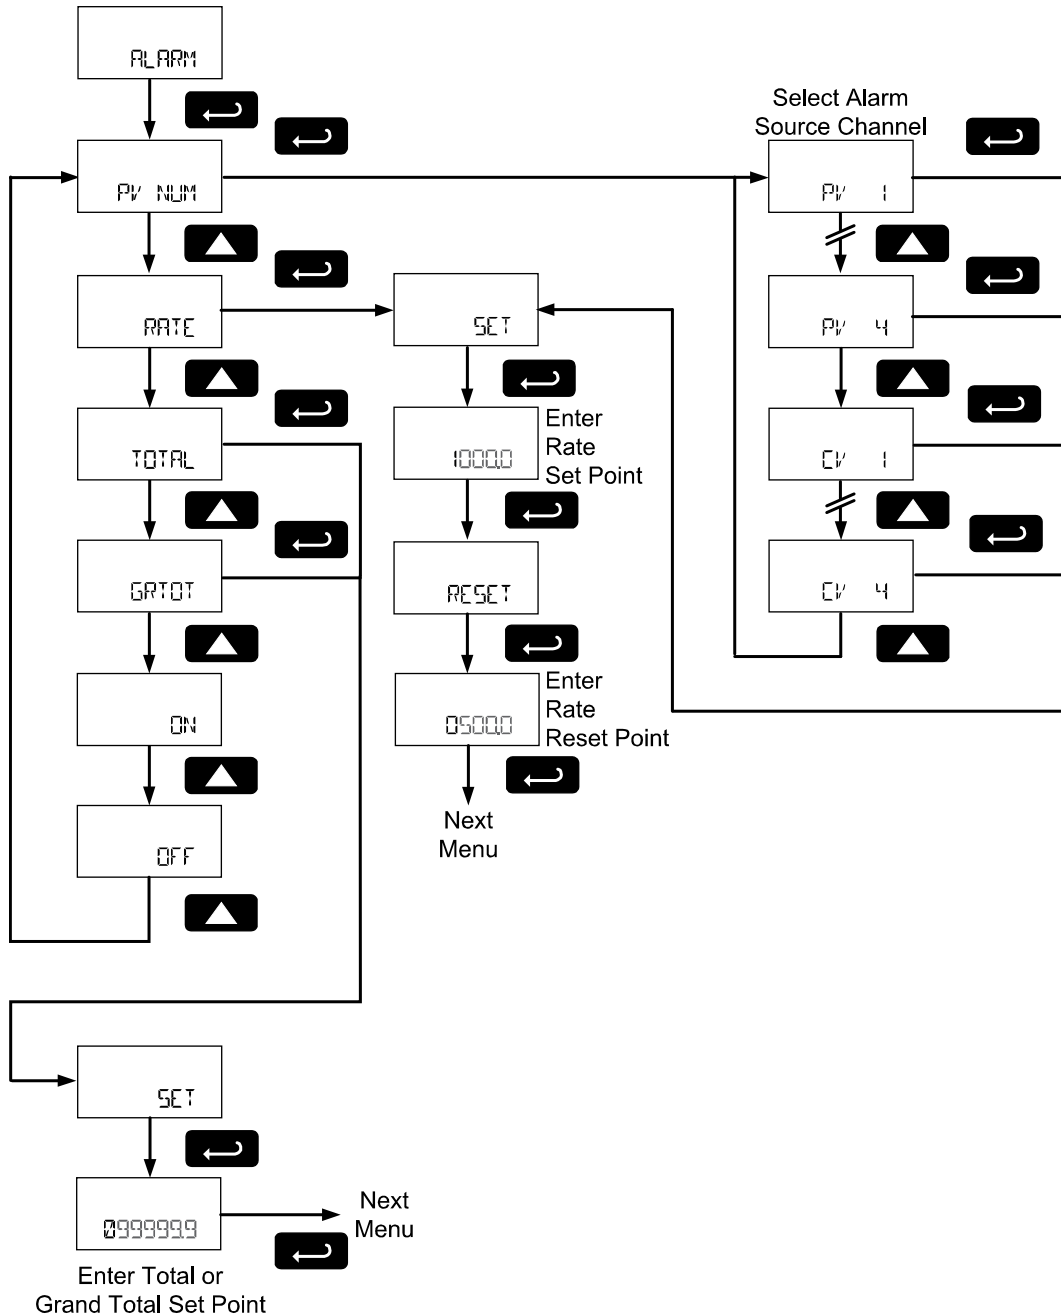 ALARM
PV NUM
RATE
TOTAL
GRTOT
ON
OFF
SET
1000.0
Enter
Rate
Set Point
RESET
0500.0
Enter
Rate
Reset Point
Next
Menu
Select Alarm
Source Channel
PV 1
PV 4
CV 1
CV 4
SET
099999.9
Enter Total or
Grand Total Set Point
Next
Menu